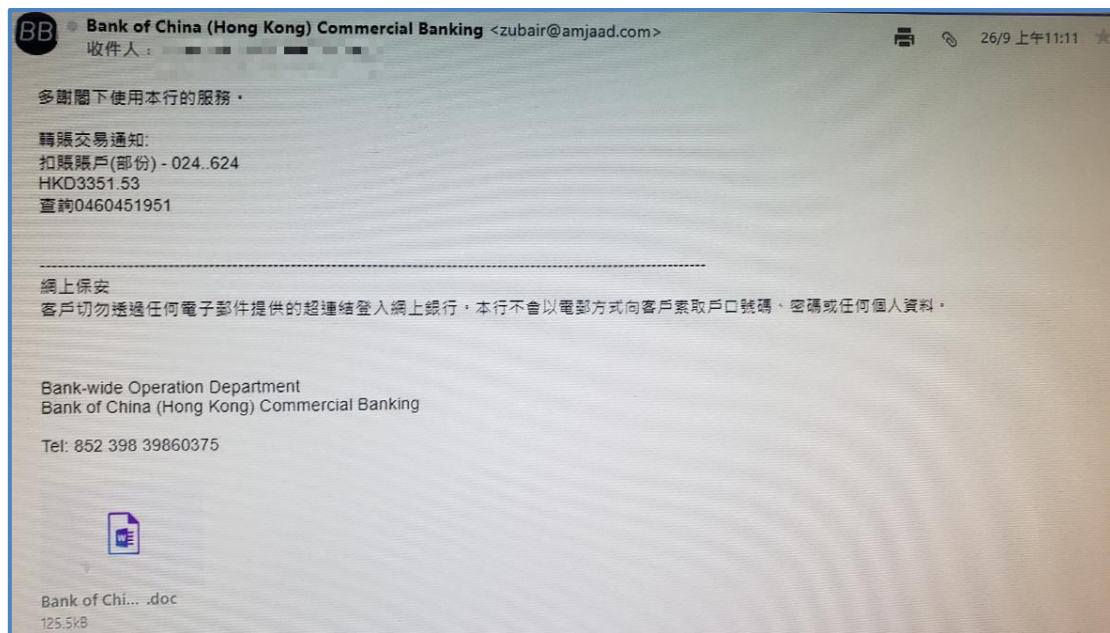 BB
Bank of China (Hong Kong) Commercial Banking <zubair@amjaad.com>
收件人：
26/9 上午11:11
多謝閣下使用本行的服務。
轉賬交易通知:
扣賬賬戶(部份) - 024..624
HKD3351.53
查詢0460451951
網上保安
客戶切勿透過任何電子郵件提供的超連結登入網上銀行。本行不會以電郵方式向客戶索取戶口號碼、密碼或任何個人資料。
Bank-wide Operation Department
Bank of China (Hong Kong) Commercial Banking
Tel: 852 398 39860375
Bank of Chi... .doc
125.5kB